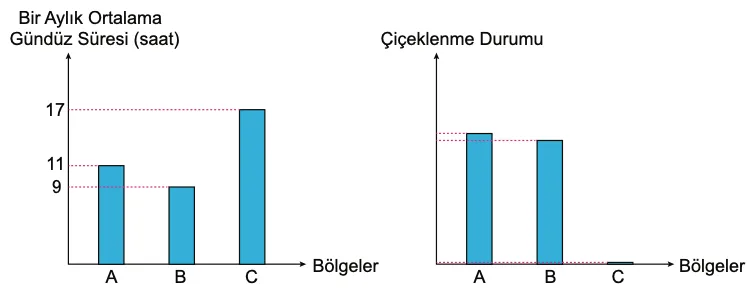 Bir Aylık Ortalama
Gündüz Süresi (saat)
17
11
9
A B C
Bölgeler
Çiçeklenme Durumu
A B C
Bölgeler